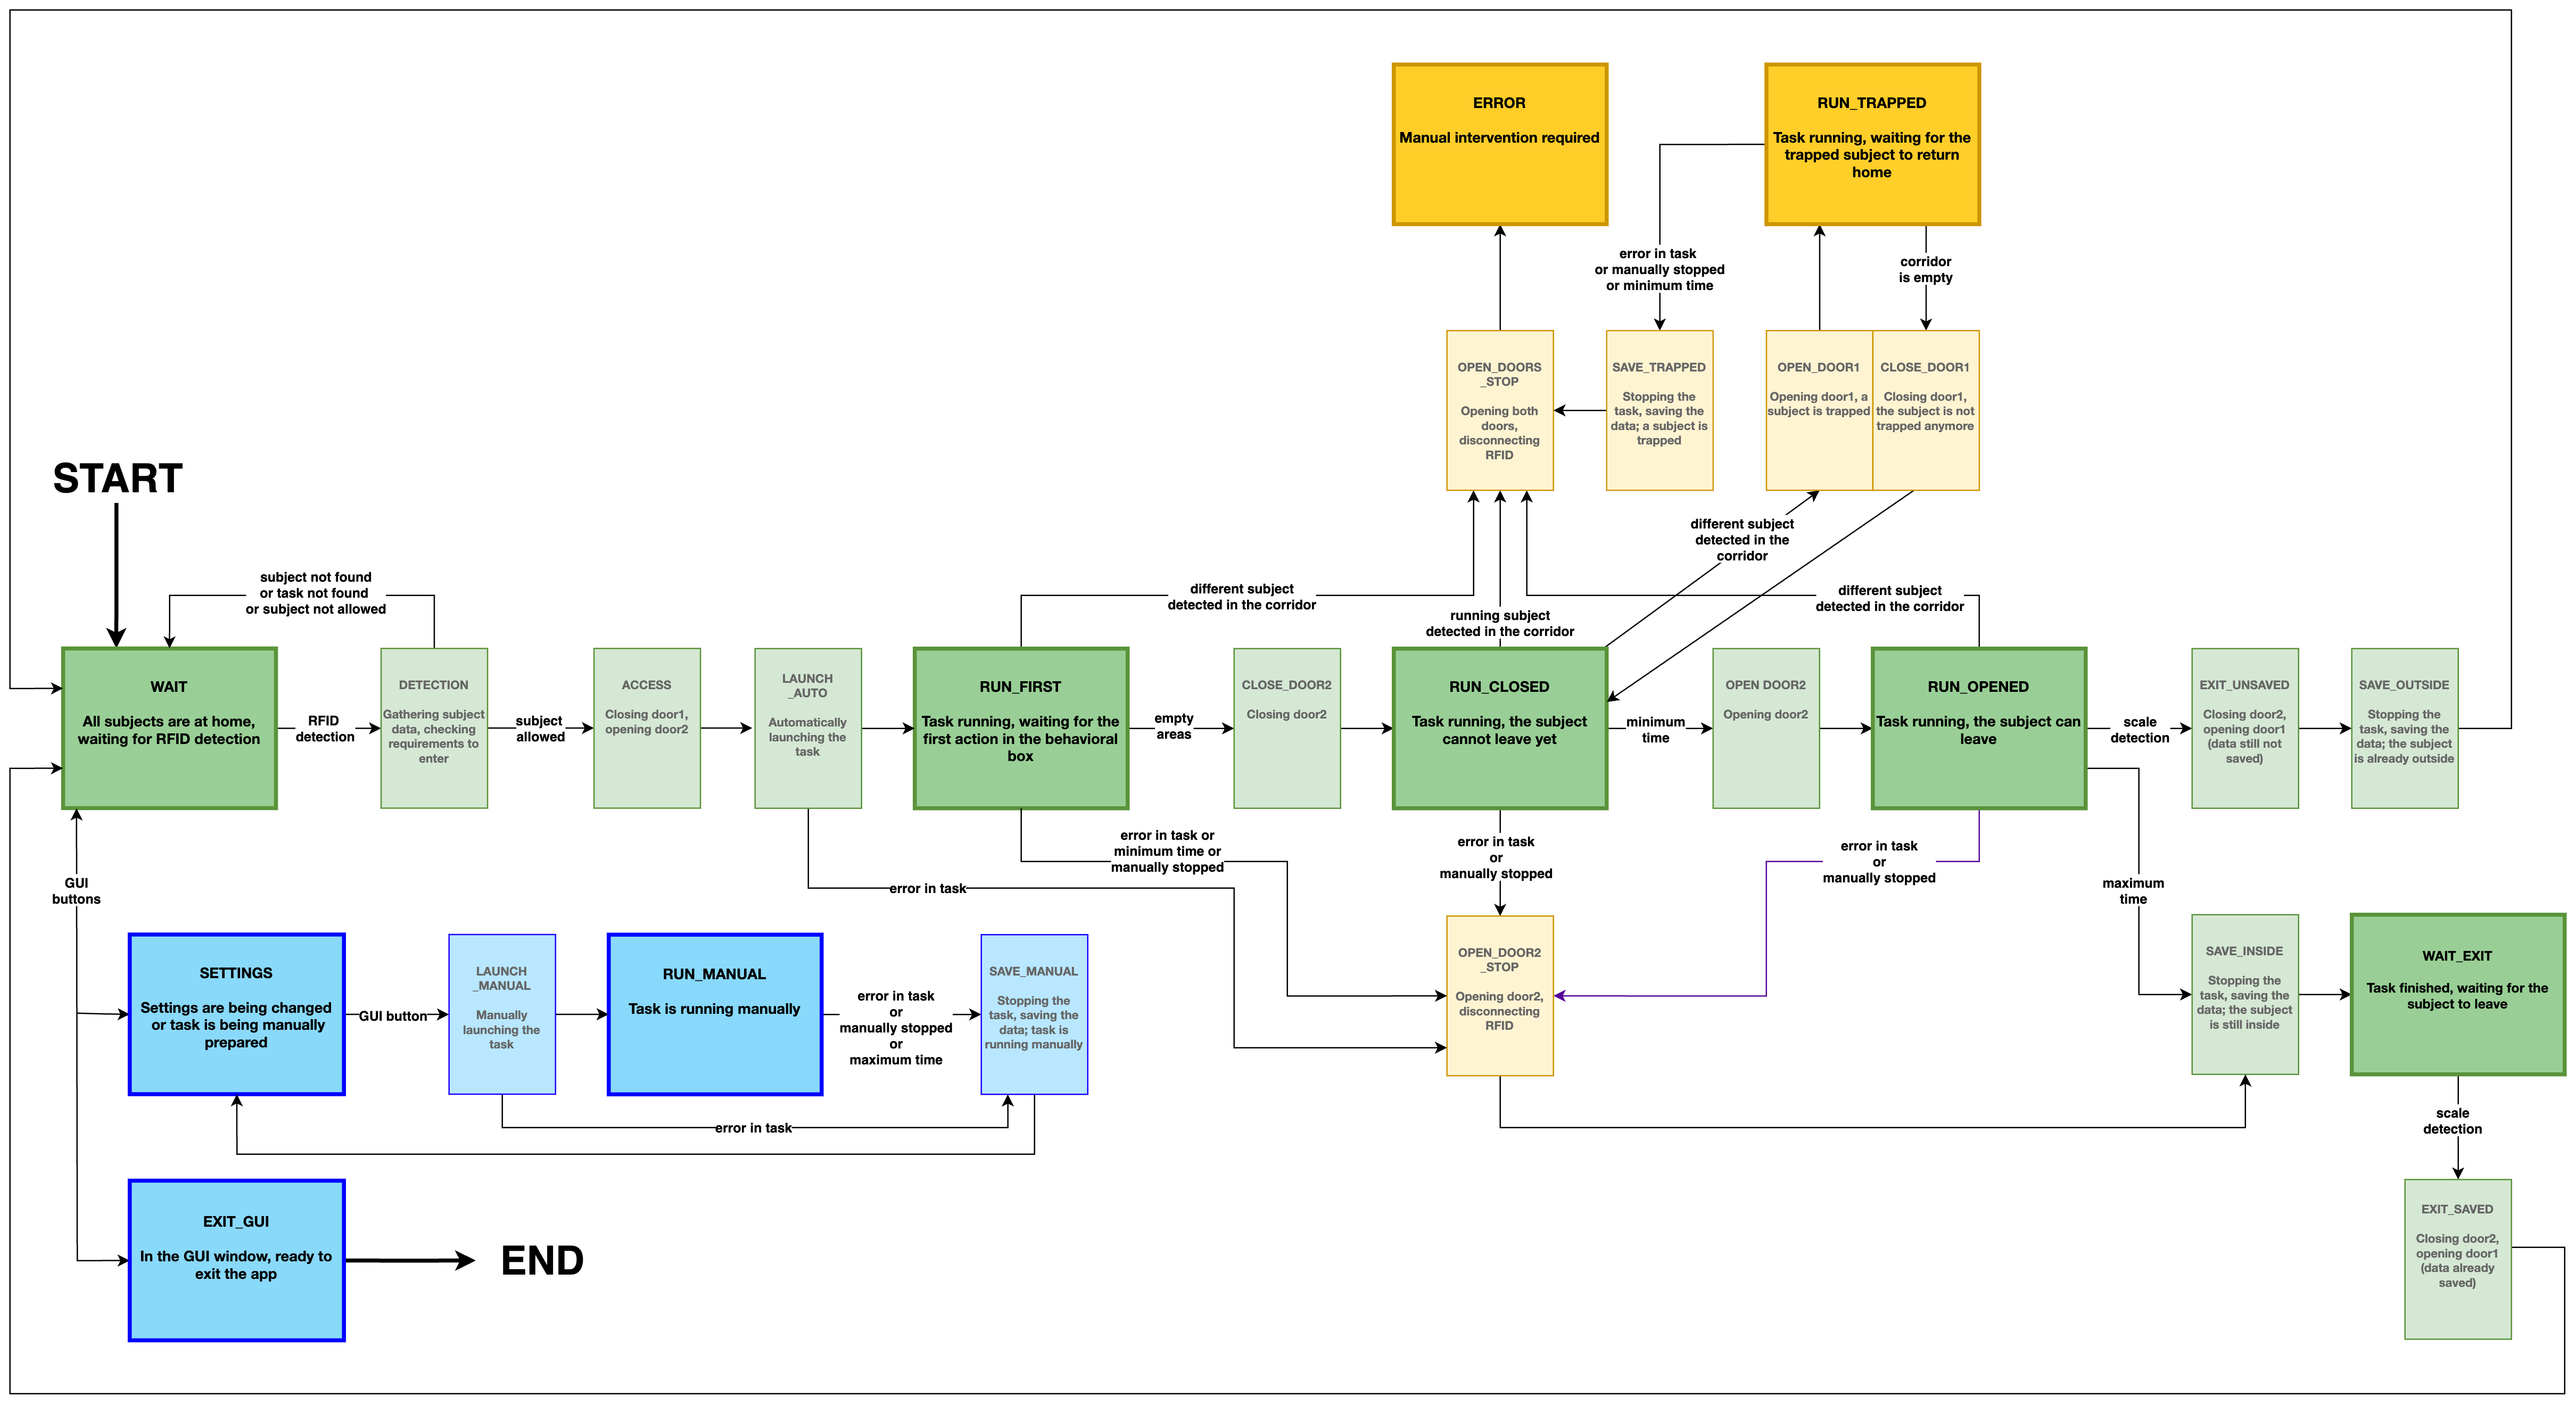 ERROR
Manual intervention required
RUN_TRAPPED
Task running, waiting for the
trapped subject to return
home
error in task
or manually stopped
or minimum time
corridor
is empty
OPEN_DOORS
_STOP
Opening both
doors,
disconnecting
RFID
SAVE_TRAPPED
Stopping the
task, saving the
data; a subject is
trapped
OPEN_DOOR1
Opening door1, a
subject is trapped
CLOSE_DOOR1
Closing door1,
the subject is not
trapped anymore
START
different subject
detected in the
corridor
subject not found
or task not found
or subject not allowed
different subject
detected in the corridor
running subject
detected in the corridor
different subject
detected in the corridor
WAIT
All subjects are at home,
waiting for RFID detection
RFID
detection
DETECTION
Gathering subject
data, checking
requirements to
enter
subject
allowed
ACCESS
Closing door1,
opening door2
LAUNCH
_AUTO
Automatically
launching the
task
RUN_FIRST
Task running, waiting for the
first action in the behavioral
box
empty
areas
CLOSE_DOOR2
Closing door2
RUN_CLOSED
Task running, the subject
cannot leave yet
minimum
time
OPEN DOOR2
Opening door2
RUN_OPENED
Task running, the subject can
leave
scale
detection
EXIT_UNSAVED
Closing door2,
opening door1
(data still not
saved)
SAVE_OUTSIDE
Stopping the
task, saving the
data; the subject
is already outside
error in task or
minimum time or
manually stopped
error in task
error in task
or
manually stopped
error in task
or
manually stopped
maximum
time
GUI
buttons
SETTINGS
Settings are being changed
or task is being manually
prepared
GUI button
LAUNCH
_MANUAL
Manually
launching the
task
RUN_MANUAL
Task is running manually
error in task
or
manually stopped
or
maximum time
SAVE_MANUAL
Stopping the
task, saving the
data; task is
running manually
OPEN_DOOR2
_STOP
Opening door2,
disconnecting
RFID
SAVE_INSIDE
Stopping the
task, saving the
data; the subject
is still inside
WAIT_EXIT
Task finished, waiting for the
subject to leave
error in task
scale
detection
EXIT_GUI
In the GUI window, ready to
exit the app
END
EXIT_SAVED
Closing door2,
opening door1
(data already
saved)